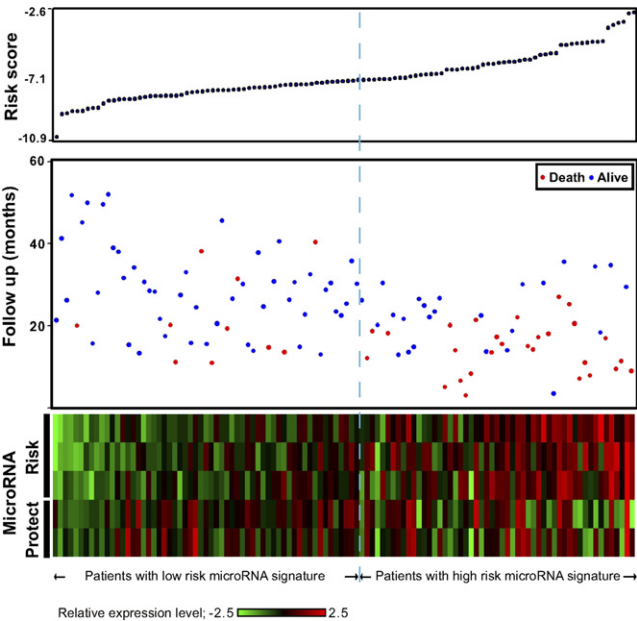 Risk score
-2.6
-7.1
-10.9
Follow up (months)
60
40
20
Death Alive
MicroRNA
Risk
Protect
Patients with low risk microRNA signature
Patients with high risk microRNA signature
Relative expression level; -2.5 2.5